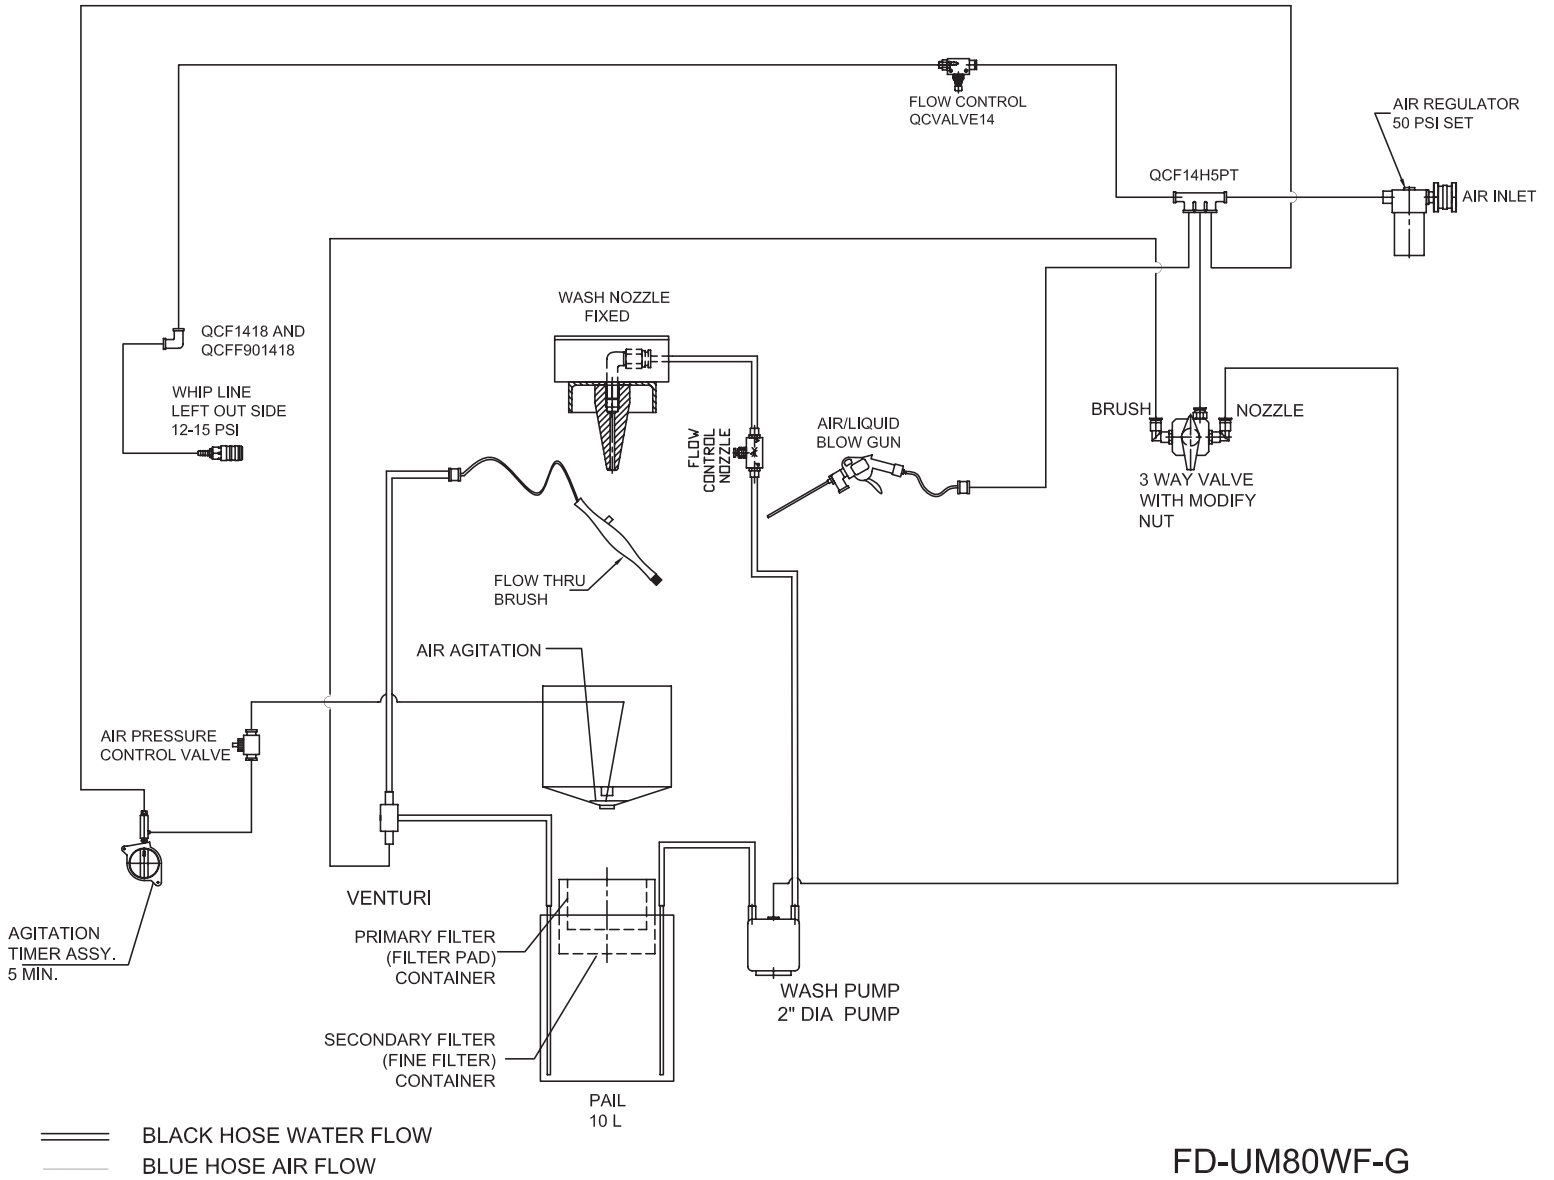 FLOW CONTROL
QCVALVE14
AIR REGULATOR
50 PSI SET
QCF14H5PT
AIR INLET
WASH NOZZLE
FIXED
QCF1418 AND
QCFF901418
WHIP LINE
LEFT OUT SIDE
12-15 PSI
FLOW
CONTROL
NOZZLE
AIR/LIQUID
BLOW GUN
BRUSH
NOZZLE
3 WAY VALVE
WITH MODIFY
NUT
FLOW THRU
BRUSH
AIR AGITATION
AIR PRESSURE
CONTROL VALVE
VENTURI
AGITATION
TIMER ASSY.
5 MIN.
PRIMARY FILTER
(FILTER PAD)
CONTAINER
WASH PUMP
2" DIA PUMP
SECONDARY FILTER
(FINE FILTER)
CONTAINER
PAIL
10 L
BLACK HOSE WATER FLOW
BLUE HOSE AIR FLOW
FD-UM80WF-G